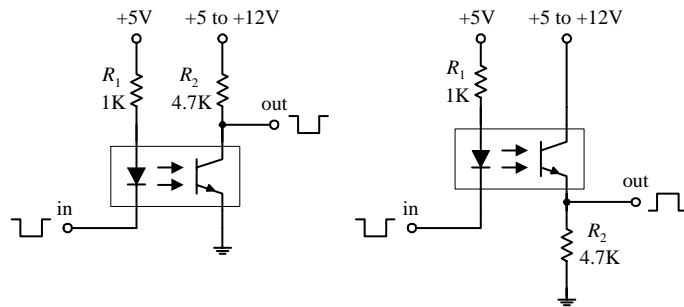 +5V
+5 to +12V
R1
1K
R2
4.7K
out
in
+5V
+5 to +12V
R1
1K
in
out
R2
4.7K